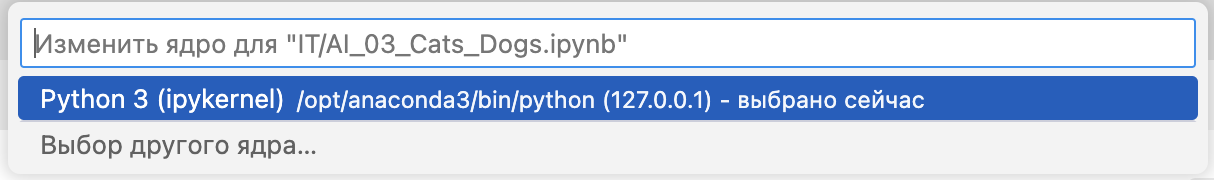 Изменить ядро для "IT/AI_03_Cats_Dogs.ipynb"
Python 3 (ipykernel) /opt/anaconda3/bin/python (127.0.0.1) - выбрано сейчас
Выбор другого ядра...